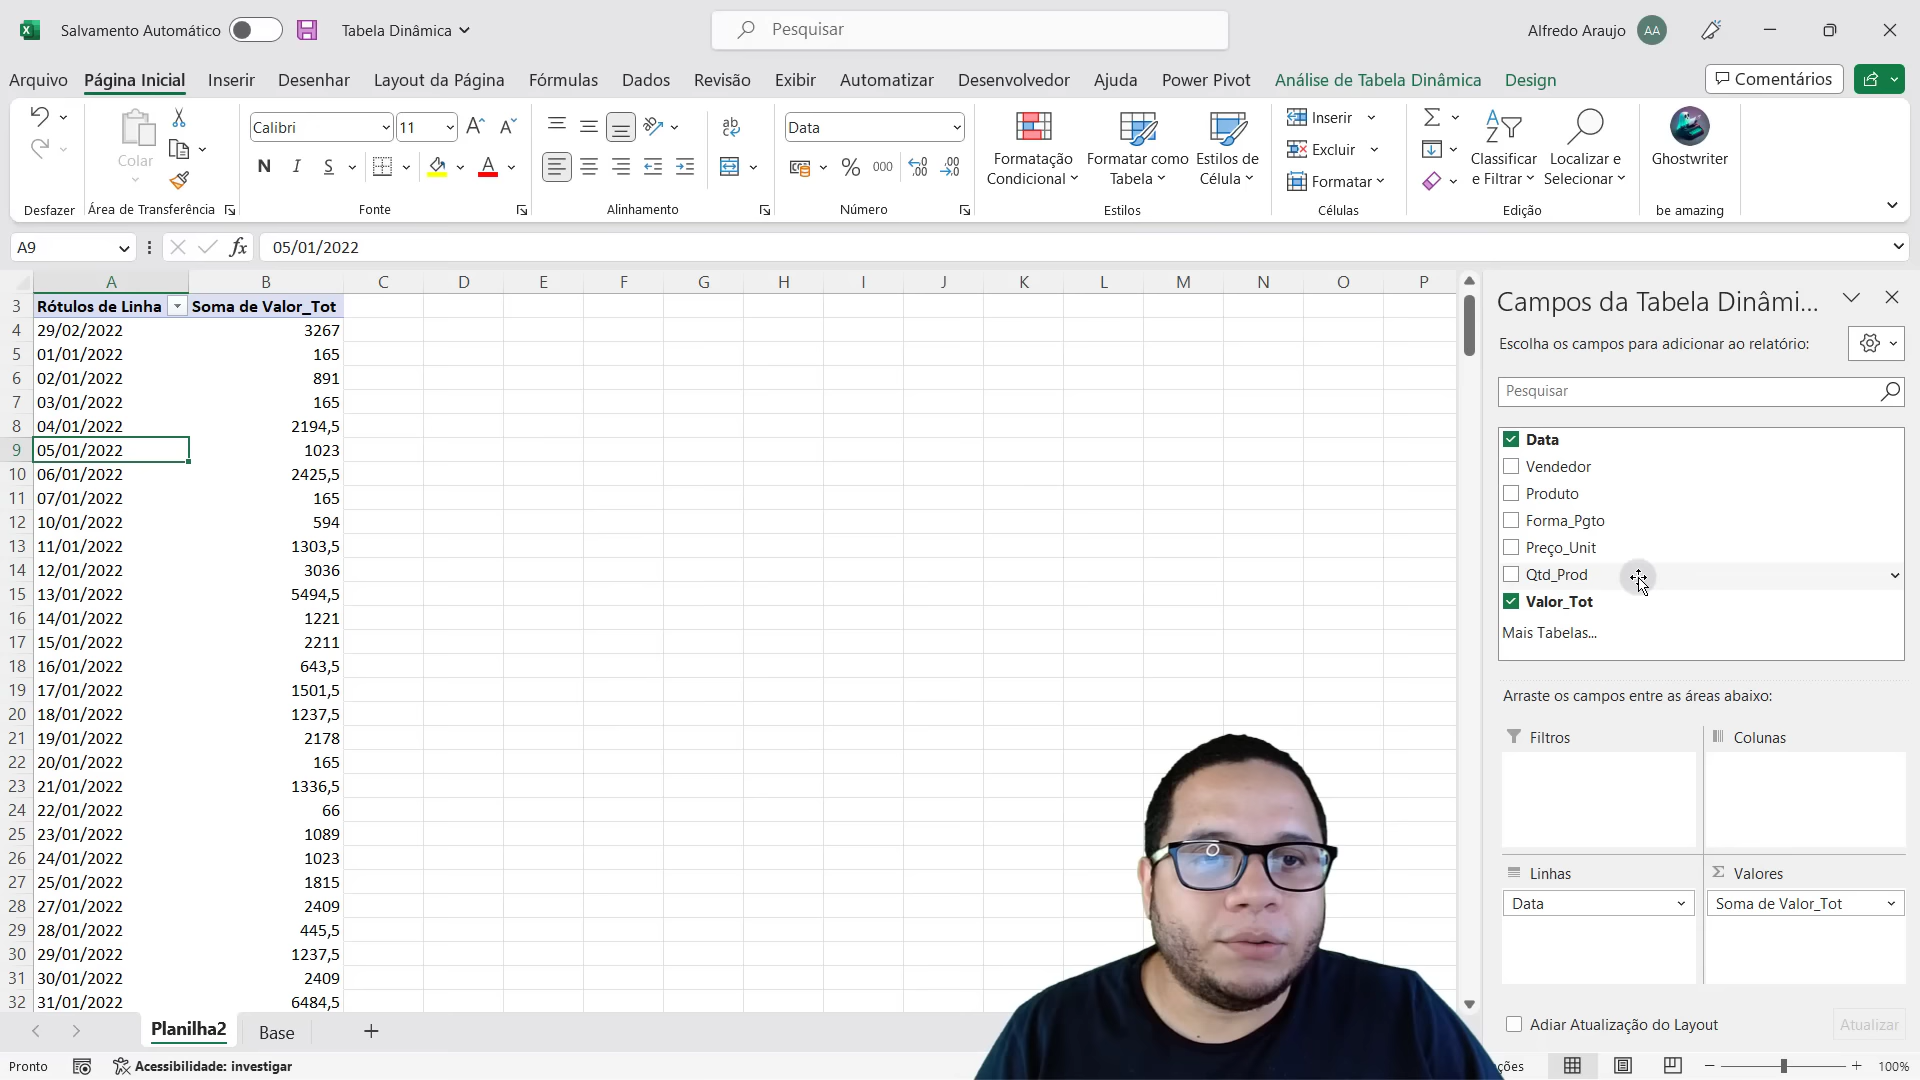 Salvamento Automático
Tabela Dinâmica
Pesquisar
Alfredo Araujo
AA
Arquivo
Página Inicial
Inserir
Desenhar
Layout da Página
Fórmulas
Dados
Revisão
Exibir
Automatizar
Desenvolvedor
Ajuda
Power Pivot
Análise de Tabela Dinâmica
Design
Comentários
Colar
Calibri
11
N
I
S
ab
Data
%
000
Formatação
Condicional
Formatar como
Tabela
Estilos de
Célula
Inserir
Excluir
Formatar
Classificar
e Filtrar
Localizar e
Selecionar
Ghostwriter
Desfazer
Área de Transferência
Fonte
Alinhamento
Número
Estilos
Células
Edição
be amazing
A9
fx
05/01/2022
A B C D E F G H I J K L M N O P
3 Rótulos de Linha Soma de Valor_Tot
4 29/02/2022 3267
5 01/01/2022 165
6 02/01/2022 891
7 03/01/2022 165
8 04/01/2022 2194,5
9 05/01/2022 1023
10 06/01/2022 2425,5
11 07/01/2022 165
12 10/01/2022 594
13 11/01/2022 1303,5
14 12/01/2022 3036
15 13/01/2022 5494,5
16 14/01/2022 1221
17 15/01/2022 2211
18 16/01/2022 643,5
19 17/01/2022 1501,5
20 18/01/2022 1237,5
21 19/01/2022 2178
22 20/01/2022 165
23 21/01/2022 1336,5
24 22/01/2022 66
25 23/01/2022 1089
26 24/01/2022 1023
27 25/01/2022 1815
28 27/01/2022 2409
29 28/01/2022 445,5
30 29/01/2022 1237,5
31 30/01/2022 2409
32 31/01/2022 6484,5
Campos da Tabela Dinâmi...
Escolha os campos para adicionar ao relatório:
Pesquisar
Data
Vendedor
Produto
Forma_Pgto
Preço_Unit
Qtd_Prod
Valor_Tot
Mais Tabelas...
Arraste os campos entre as áreas abaixo:
Filtros
Colunas
Linhas
Valores
Data
Soma de Valor_Tot
Adiar Atualização do Layout
Atualizar
Planilha2
Base
Pronto
Acessibilidade: investigar
ções
100%